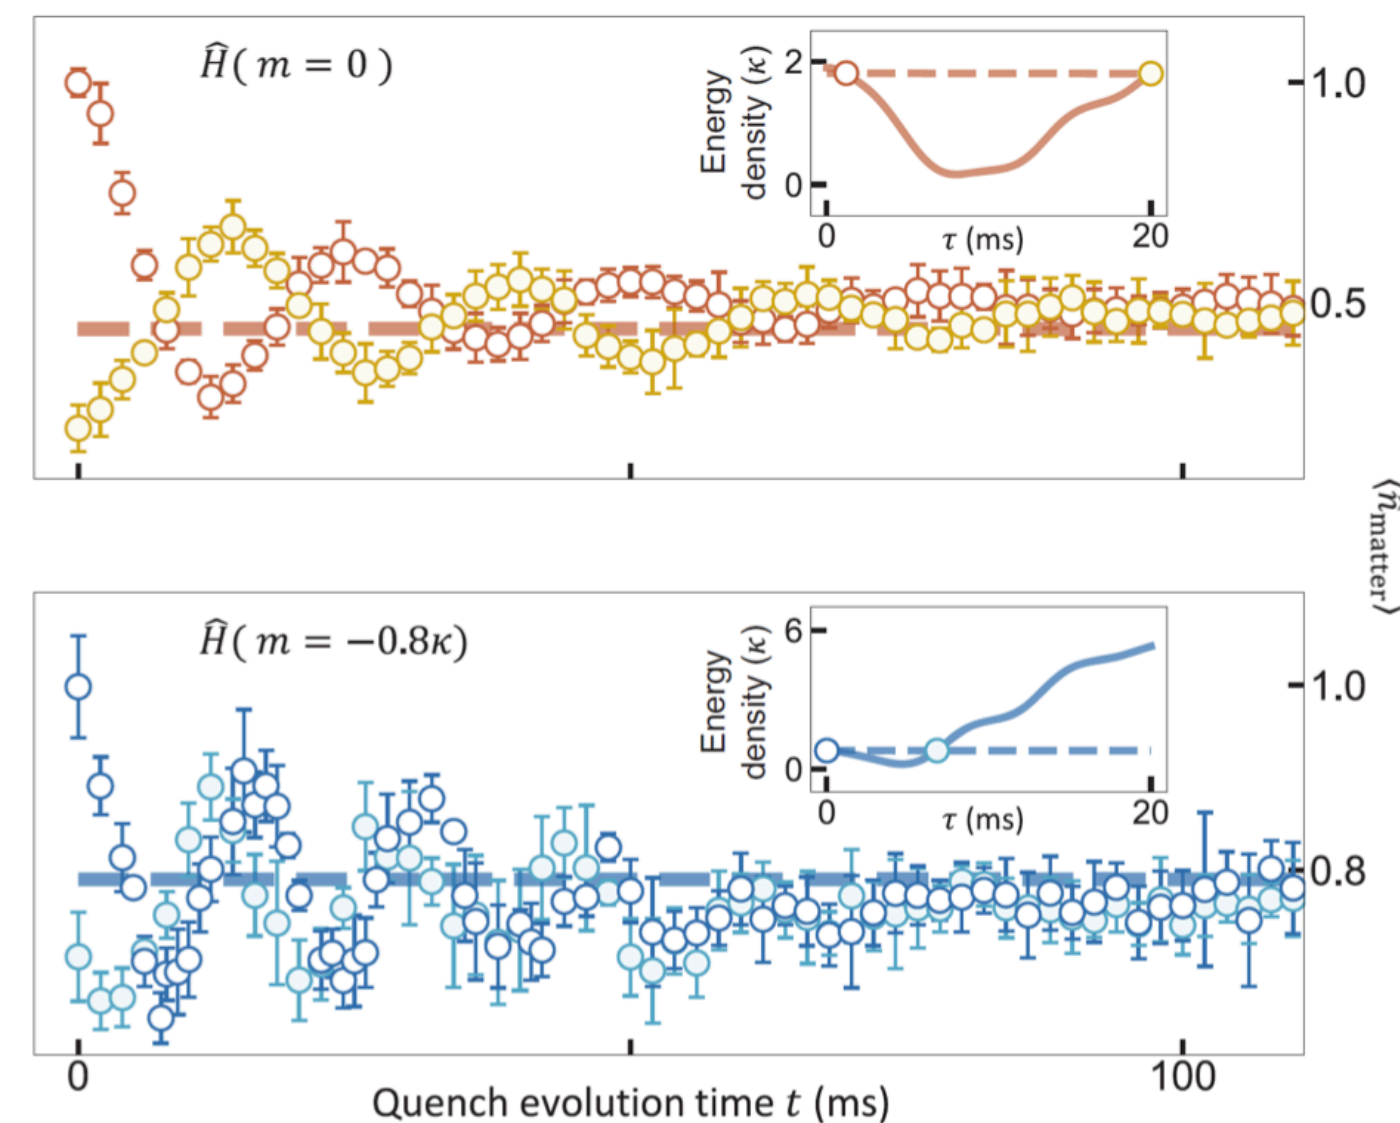 Ĥ( m = 0 )
Energy
density (κ)
2
0
0
τ (ms)
20
1.0
0.5
⟨n̂matter⟩
Ĥ( m = −0.8κ)
Energy
density (κ)
6
0
0
τ (ms)
20
1.0
0.8
0
100
Quench evolution time t (ms)